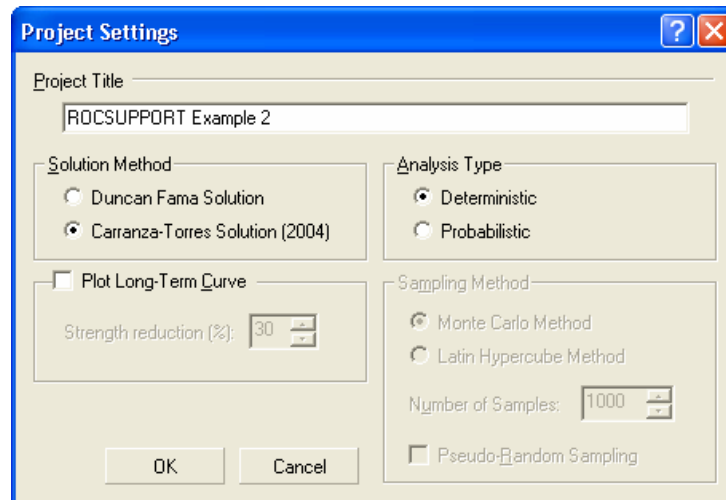 Project Settings
Project Title
ROCSUPPORT Example 2
Solution Method
Duncan Fama Solution
Carranza-Torres Solution (2004)
Plot Long-Term Curve
Strength reduction (%): 30
Analysis Type
Deterministic
Probabilistic
Sampling Method
Monte Carlo Method
Latin Hypercube Method
Number of Samples: 1000
Pseudo-Random Sampling
OK
Cancel